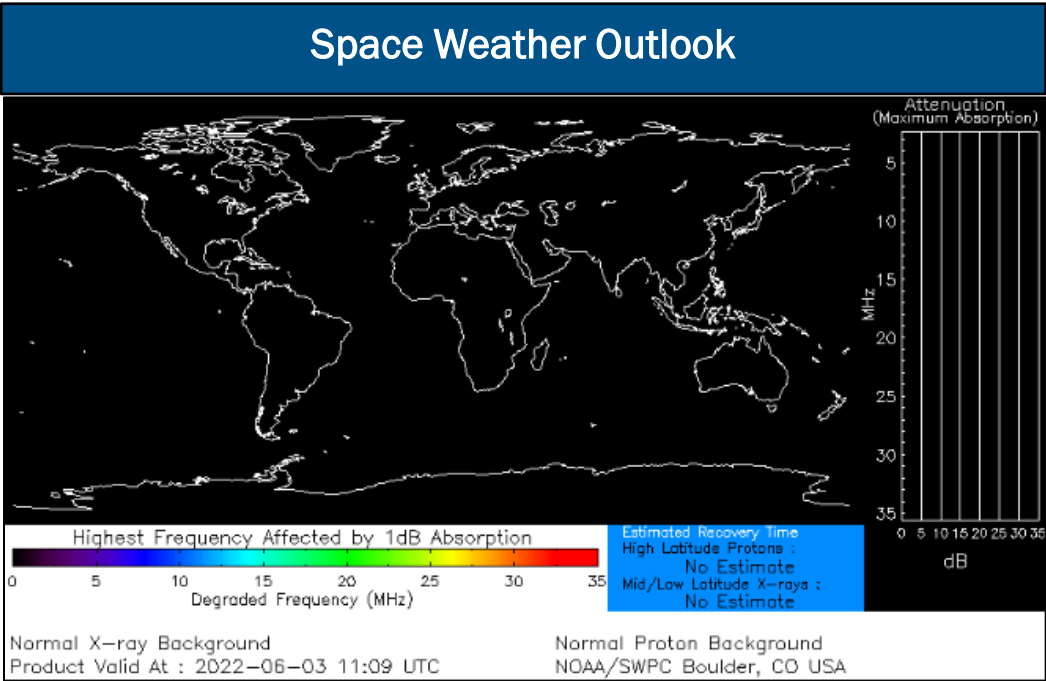 Space Weather Outlook
Attenuation
(Maximum Absorption)
5
10
15
20
25
30
35
MHz
0 5 10 15 20 25 30 35
dB
Highest Frequency Affected by 1dB Absorption
0 5 10 15 20 25 30 35
Degraded Frequency (MHz)
Estimated Recovery Time
High Latitude Protons :
No Estimate
Mid/Low Latitude X-rays :
No Estimate
Normal X-ray Background
Normal Proton Background
Product Valid At : 2022-06-03 11:09 UTC
NOAA/SWPC Boulder, CO USA